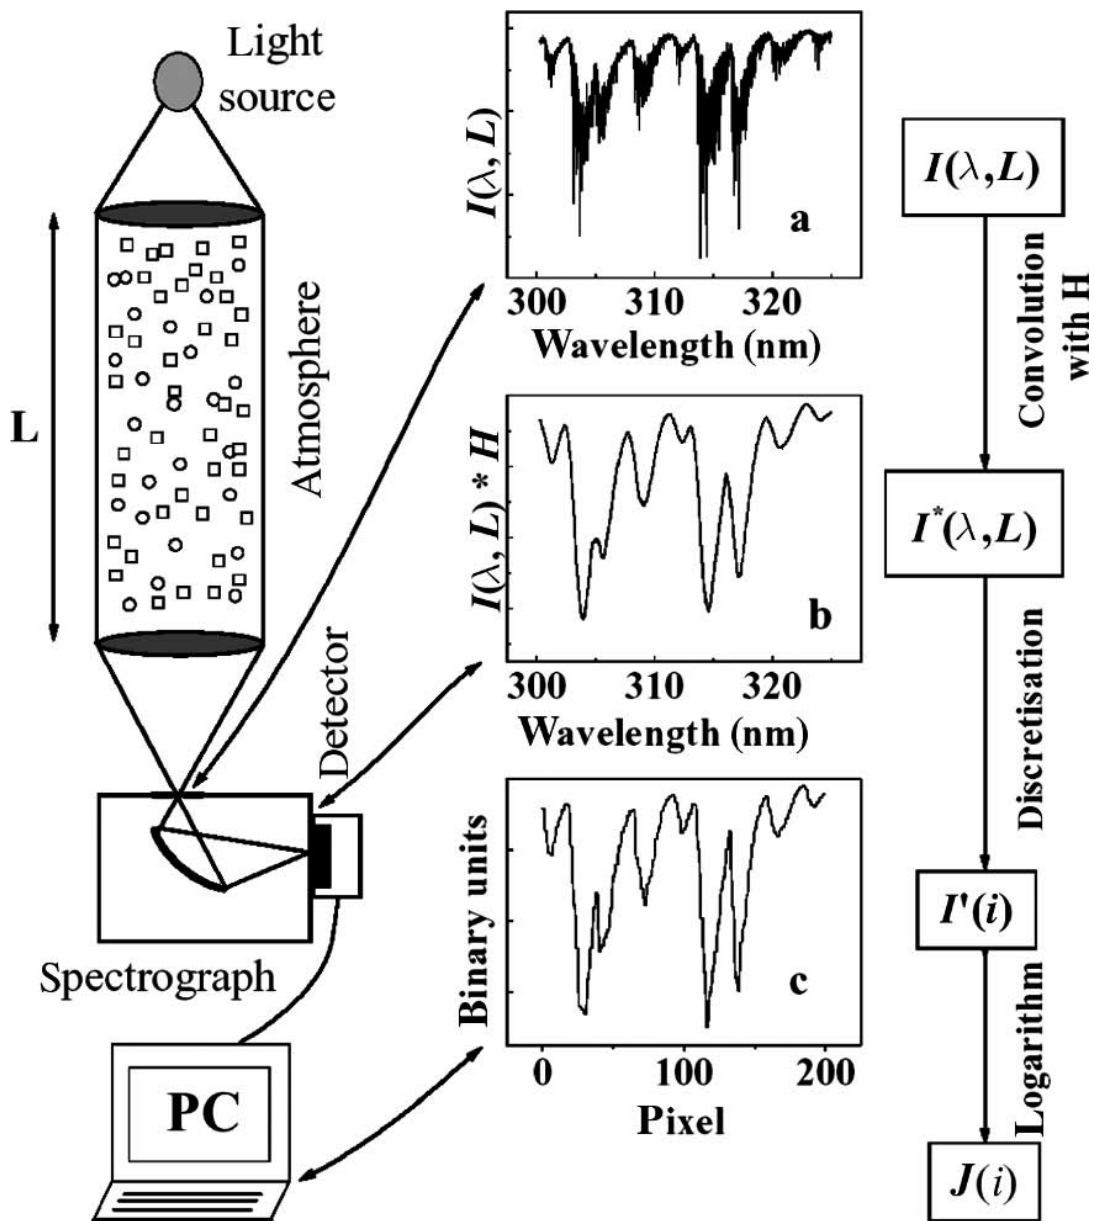 Light
source
L
Atmosphere
Detector
Spectrograph
PC
I(λ, L)
a
300 310 320
Wavelength (nm)
I(λ, L) * H
b
300 310 320
Wavelength (nm)
Binary units
c
0 100 200
Pixel
I(λ,L)
Convolution
with H
I*(λ,L)
Discretisation
I'(i)
Logarithm
J(i)